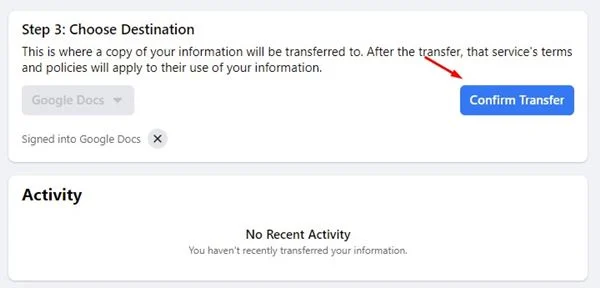 Step 3: Choose Destination
This is where a copy of your information will be transferred to. After the transfer, that service's terms
and policies will apply to their use of your information.
Google Docs
Confirm Transfer
Signed into Google Docs
Activity
No Recent Activity
You haven't recently transferred your information.